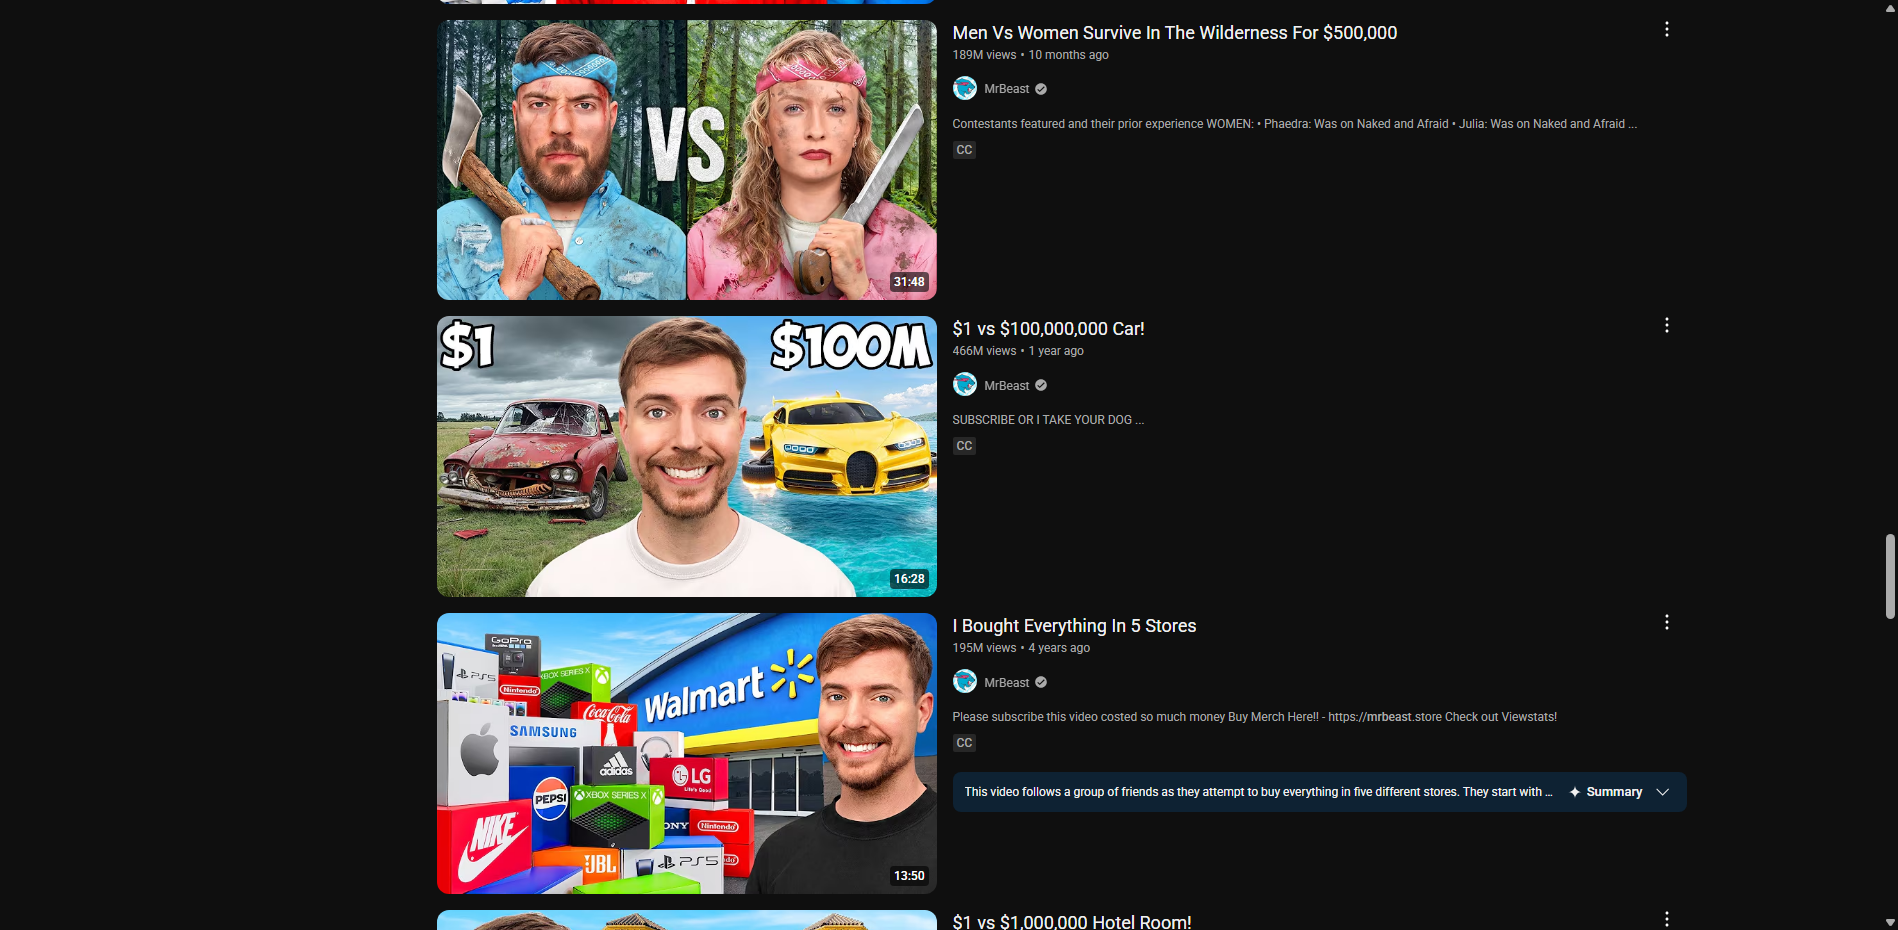 VS
31:48
Men Vs Women Survive In The Wilderness For $500,000
189M views • 10 months ago
MrBeast
Contestants featured and their prior experience WOMEN: • Phaedra: Was on Naked and Afraid • Julia: Was on Naked and Afraid ...
CC
$1
$100M
16:28
$1 vs $100,000,000 Car!
466M views • 1 year ago
MrBeast
SUBSCRIBE OR I TAKE YOUR DOG ...
CC
GoPro
PS5
XBOX SERIES X
Nintendo
Coca-Cola
Walmart
SAMSUNG
adidas
LG
Life's Good
PEPSI
XBOX SERIES X
NIKE
Nintendo
JBL
PS5
13:50
I Bought Everything In 5 Stores
195M views • 4 years ago
MrBeast
Please subscribe this video costed so much money Buy Merch Here!! - https://mrbeast.store Check out Viewstats!
CC
This video follows a group of friends as they attempt to buy everything in five different stores. They start with ...
Summary
$1 vs $1,000,000 Hotel Room!